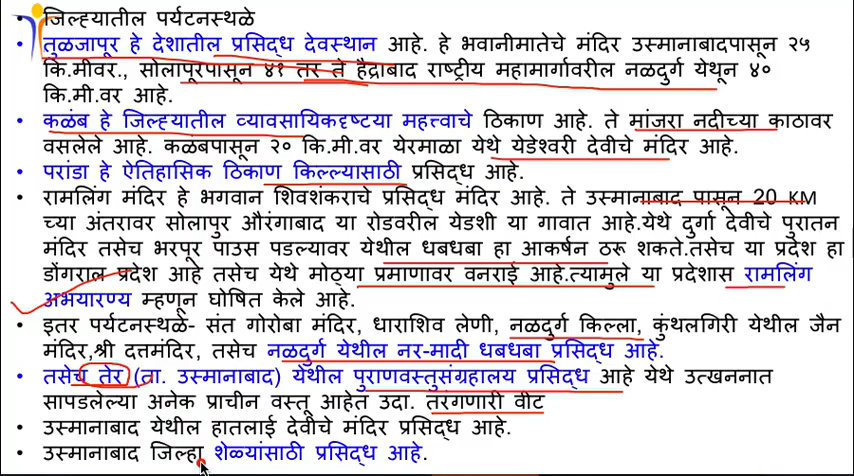 जिल्ह्यातील पर्यटनस्थळे
तुळजापूर हे देशातील प्रसिद्ध देवस्थान आहे. हे भवानीमातेचे मंदिर उस्मानाबादपासून २५
कि.मीवर., सोलापूरपासून ४१ तर ते हैद्राबाद राष्ट्रीय महामार्गावरील नळदुर्ग येथून ४०
कि.मी.वर आहे.
कळंब हे जिल्ह्यातील व्यावसायिकदृष्टया महत्त्वाचे ठिकाण आहे. ते मांजरा नदीच्या काठावर
वसलेले आहे. कळंबपासून २० कि.मी.वर येरमाळा येथे येडेश्वरी देवीचे मंदिर आहे.
परांडा हे ऐतिहासिक ठिकाण किल्ल्यासाठी प्रसिद्ध आहे.
रामलिंग मंदिर हे भगवान शिवशंकराचे प्रसिद्ध मंदिर आहे. ते उस्मानाबाद पासून 20 KM
च्या अंतरावर सोलापुर औरंगाबाद या रोडवरील येडशी या गावात आहे.येथे दुर्गा देवीचे पुरातन
मंदिर तसेच भरपूर पाउस पडल्यावर येथील धबधबा हा आकर्षन ठरू शकते.तसेच या प्रदेश हा
डोंगराल प्रदेश आहे तसेच येथे मोठ्या प्रमाणावर वनराई आहे.त्यामुले या प्रदेशास रामलिंग
अभयारण्य म्हणून घोषित केले आहे.
इतर पर्यटनस्थळे- संत गोरोबा मंदिर, धाराशिव लेणी, नळदुर्ग किल्ला, कुंथलगिरी येथील जैन
मंदिर,श्री दत्तमंदिर, तसेच नळदुर्ग येथील नर-मादी धबधबा प्रसिद्ध आहे.
तसेच तेर (ता. उस्मानाबाद) येथील पुराणवस्तुसंग्रहालय प्रसिद्ध आहे येथे उत्खननात
सापडलेल्या अनेक प्राचीन वस्तू आहेत उदा. तरंगणारी वीट
उस्मानाबाद येथील हातलाई देवीचे मंदिर प्रसिद्ध आहे.
उस्मानाबाद जिल्हा शेळ्यांसाठी प्रसिद्ध आहे.